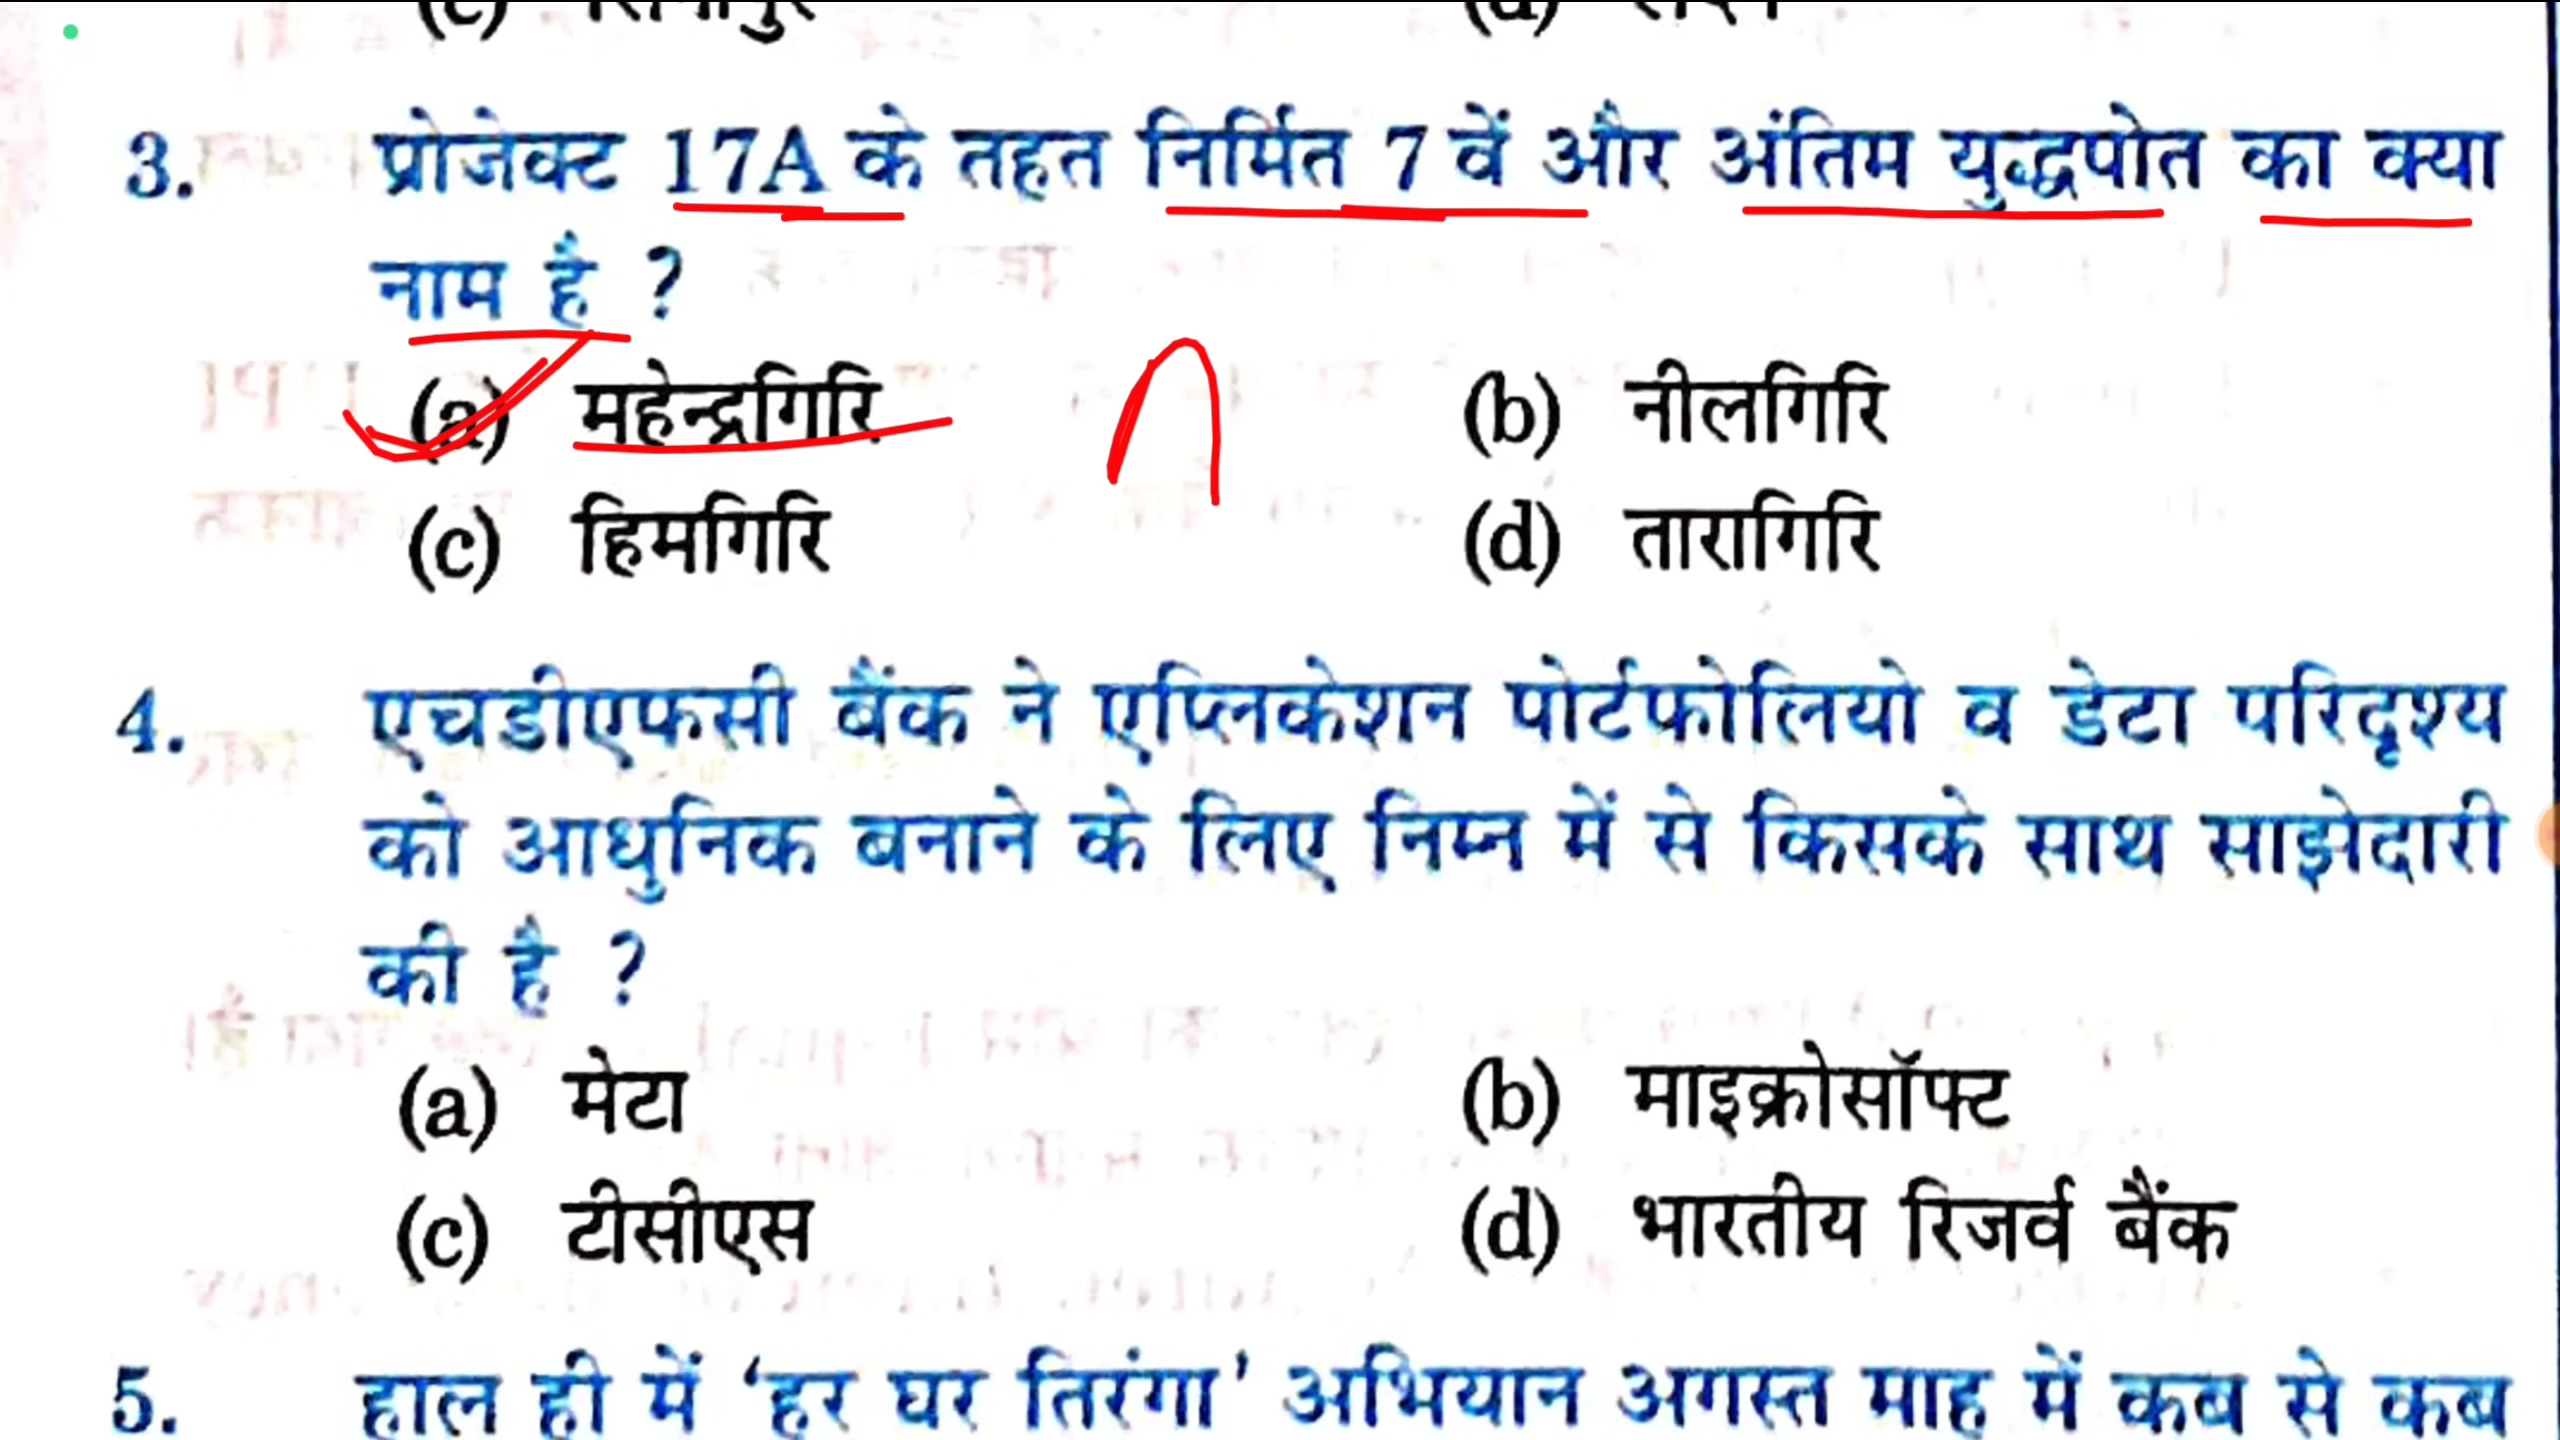 3. प्रोजेक्ट 17A के तहत निर्मित 7 वें और अंतिम युद्धपोत का क्या
नाम है ?
(a) महेन्द्रगिरि (b) नीलगिरि
(c) हिमगिरि (d) तारागिरि
4. एचडीएफसी बैंक ने एप्लिकेशन पोर्टफोलियो व डेटा परिदृश्य
को आधुनिक बनाने के लिए निम्न में से किसके साथ साझेदारी
की है ?
(a) मेटा (b) माइक्रोसॉफ्ट
(c) टीसीएस (d) भारतीय रिजर्व बैंक
5. हाल ही में ‘हर घर तिरंगा’ अभियान अगस्त माह में कब से कब